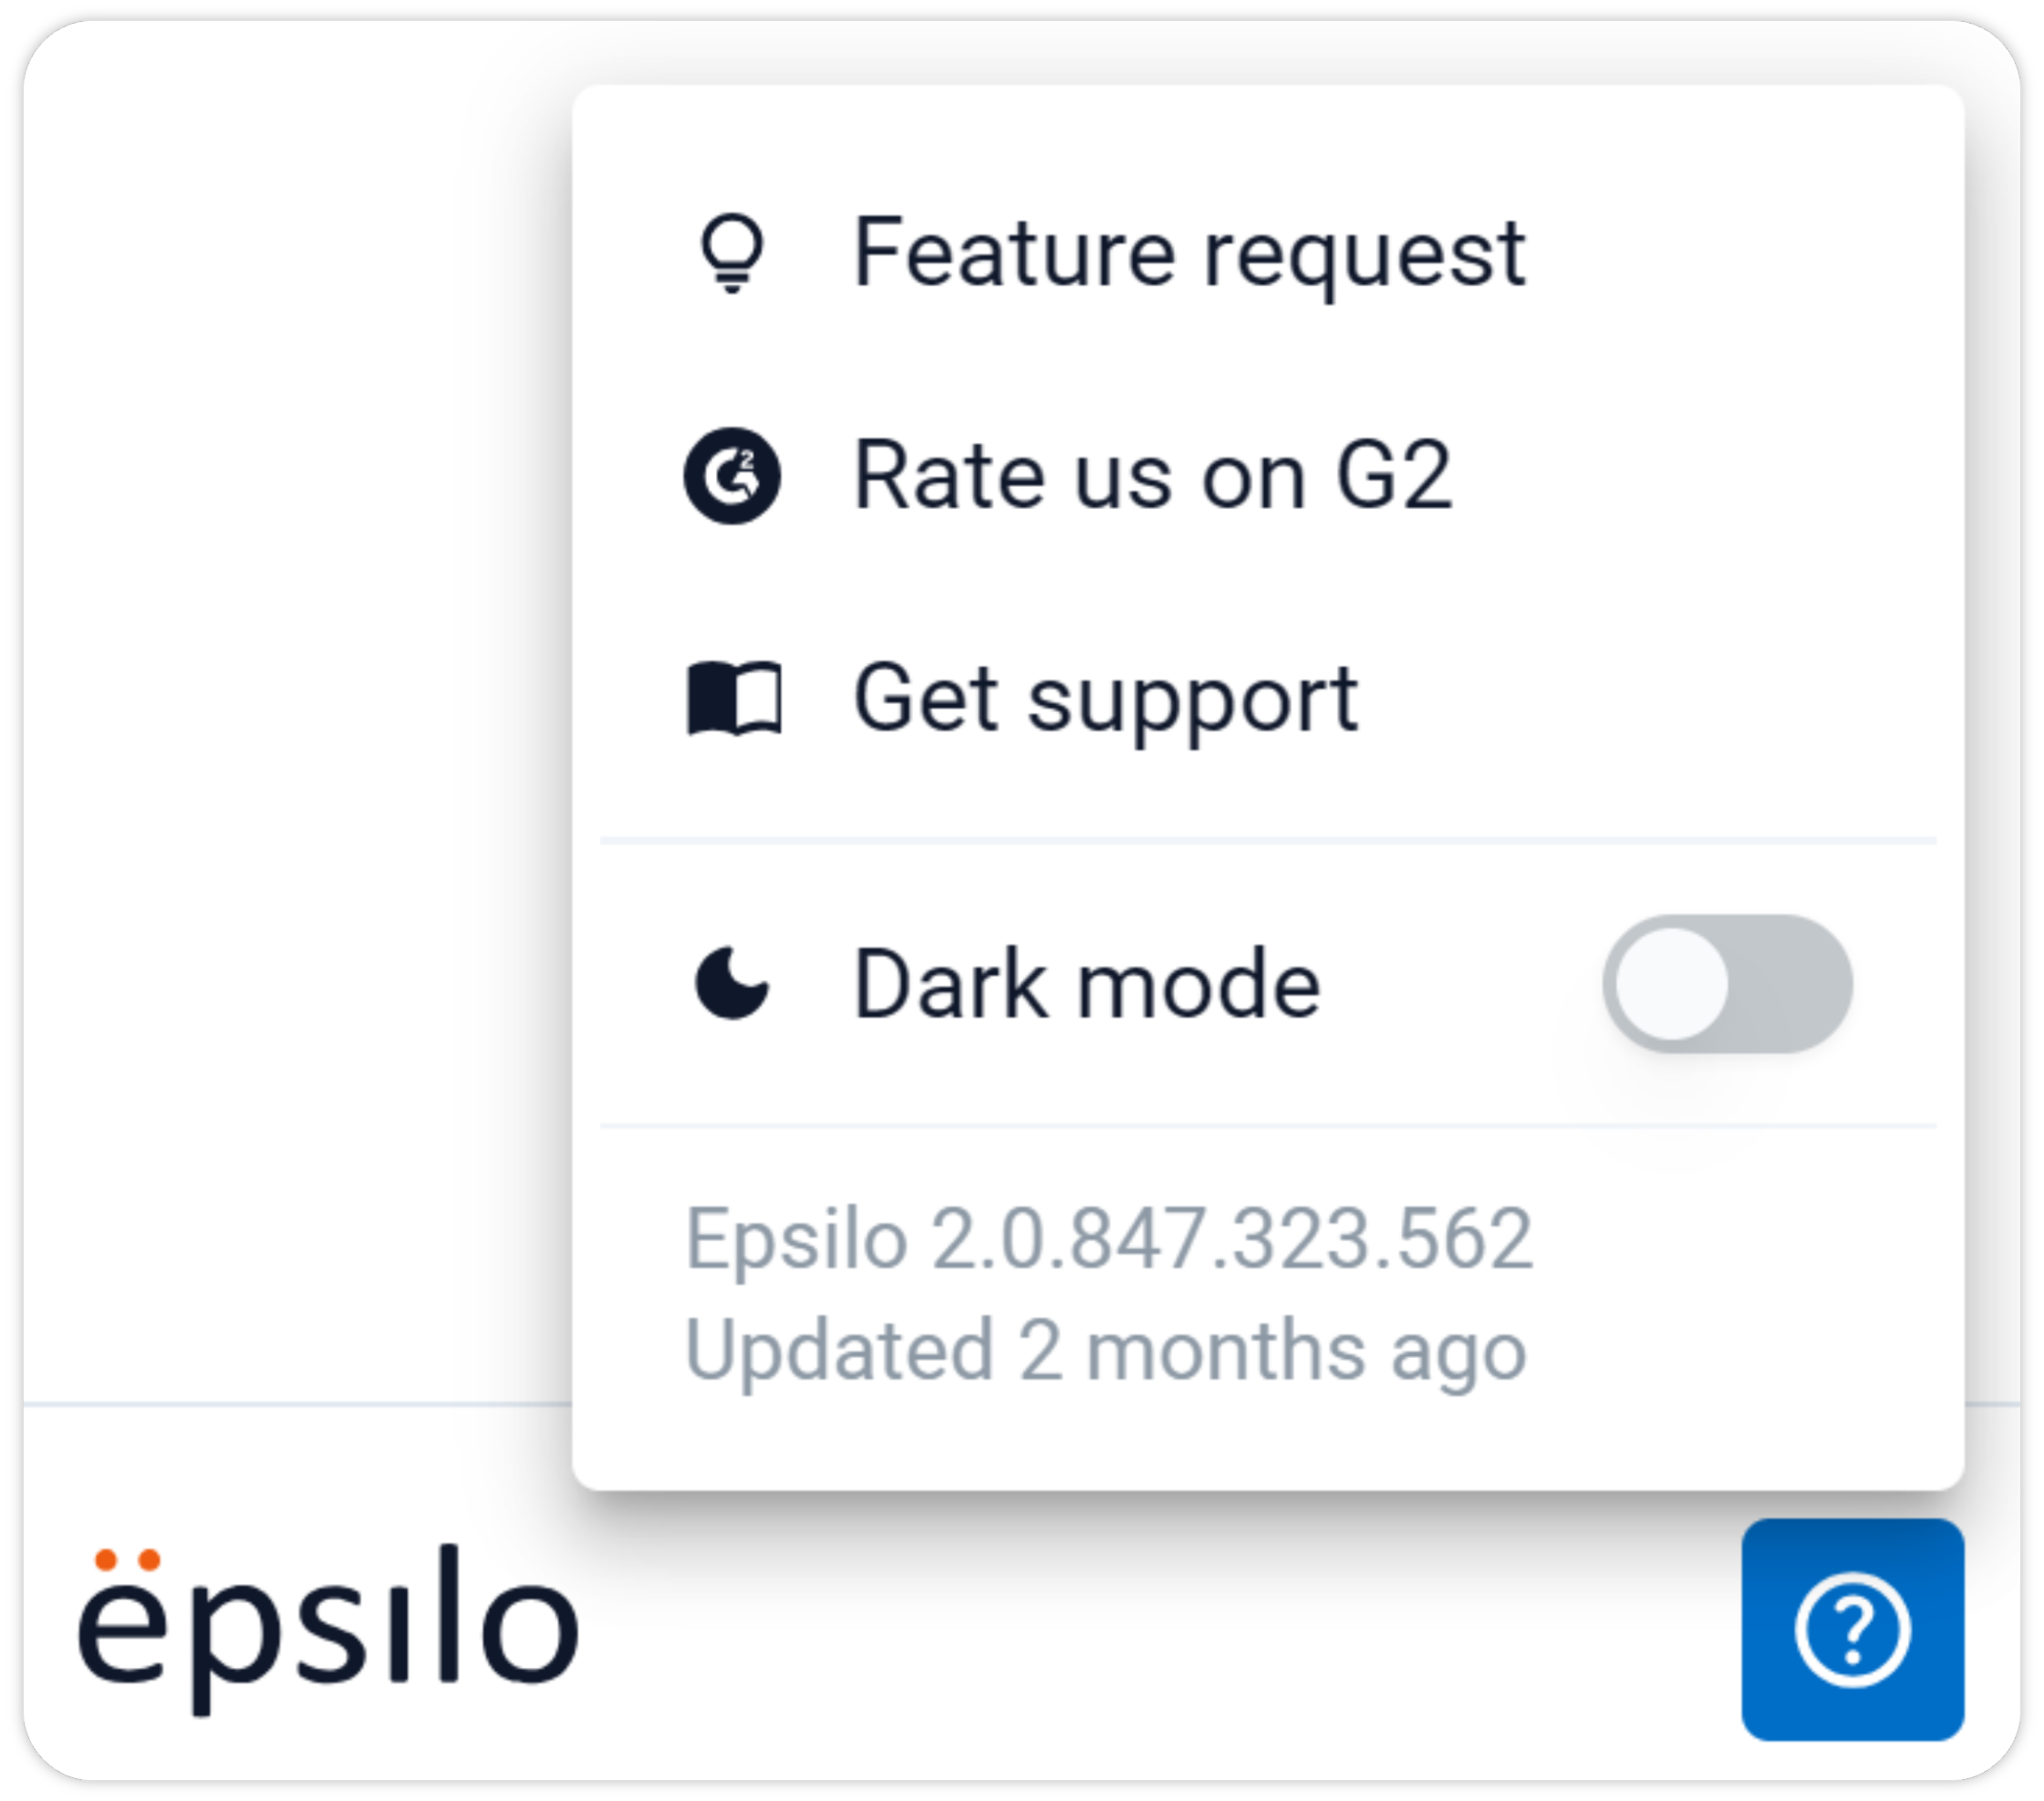 Feature request
Rate us on G2
Get support
Dark mode
Epsilo 2.0.847.323.562
Updated 2 months ago
ëpsılo